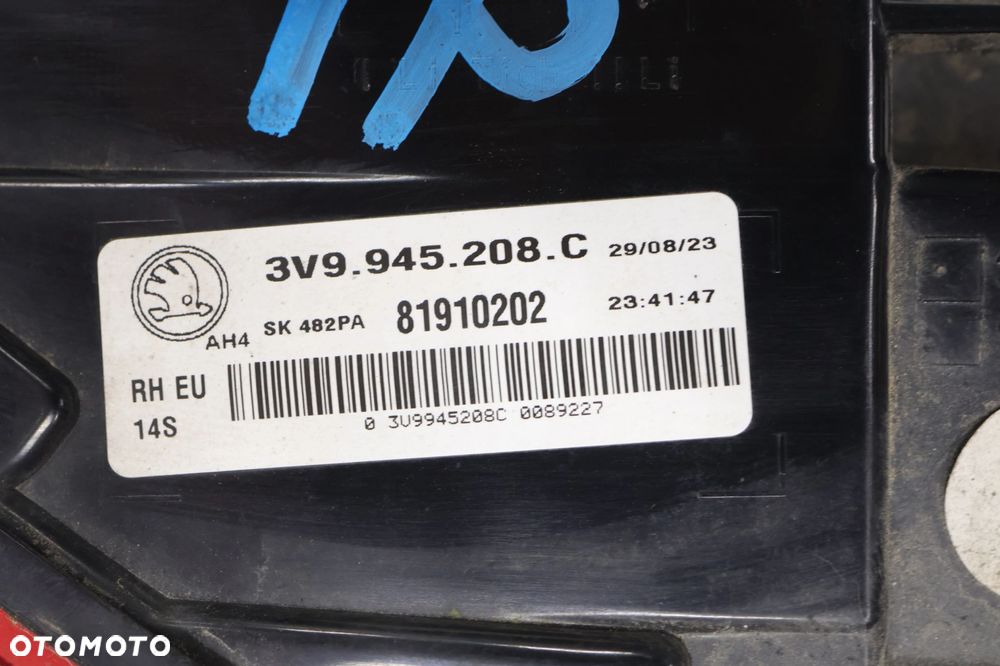 3V9.945.208.C 29/08/23
AH4 SK 482PA 81910202 23:41:47
RH EU
14S
0 3V9945208C 0089227
OTOMOTO